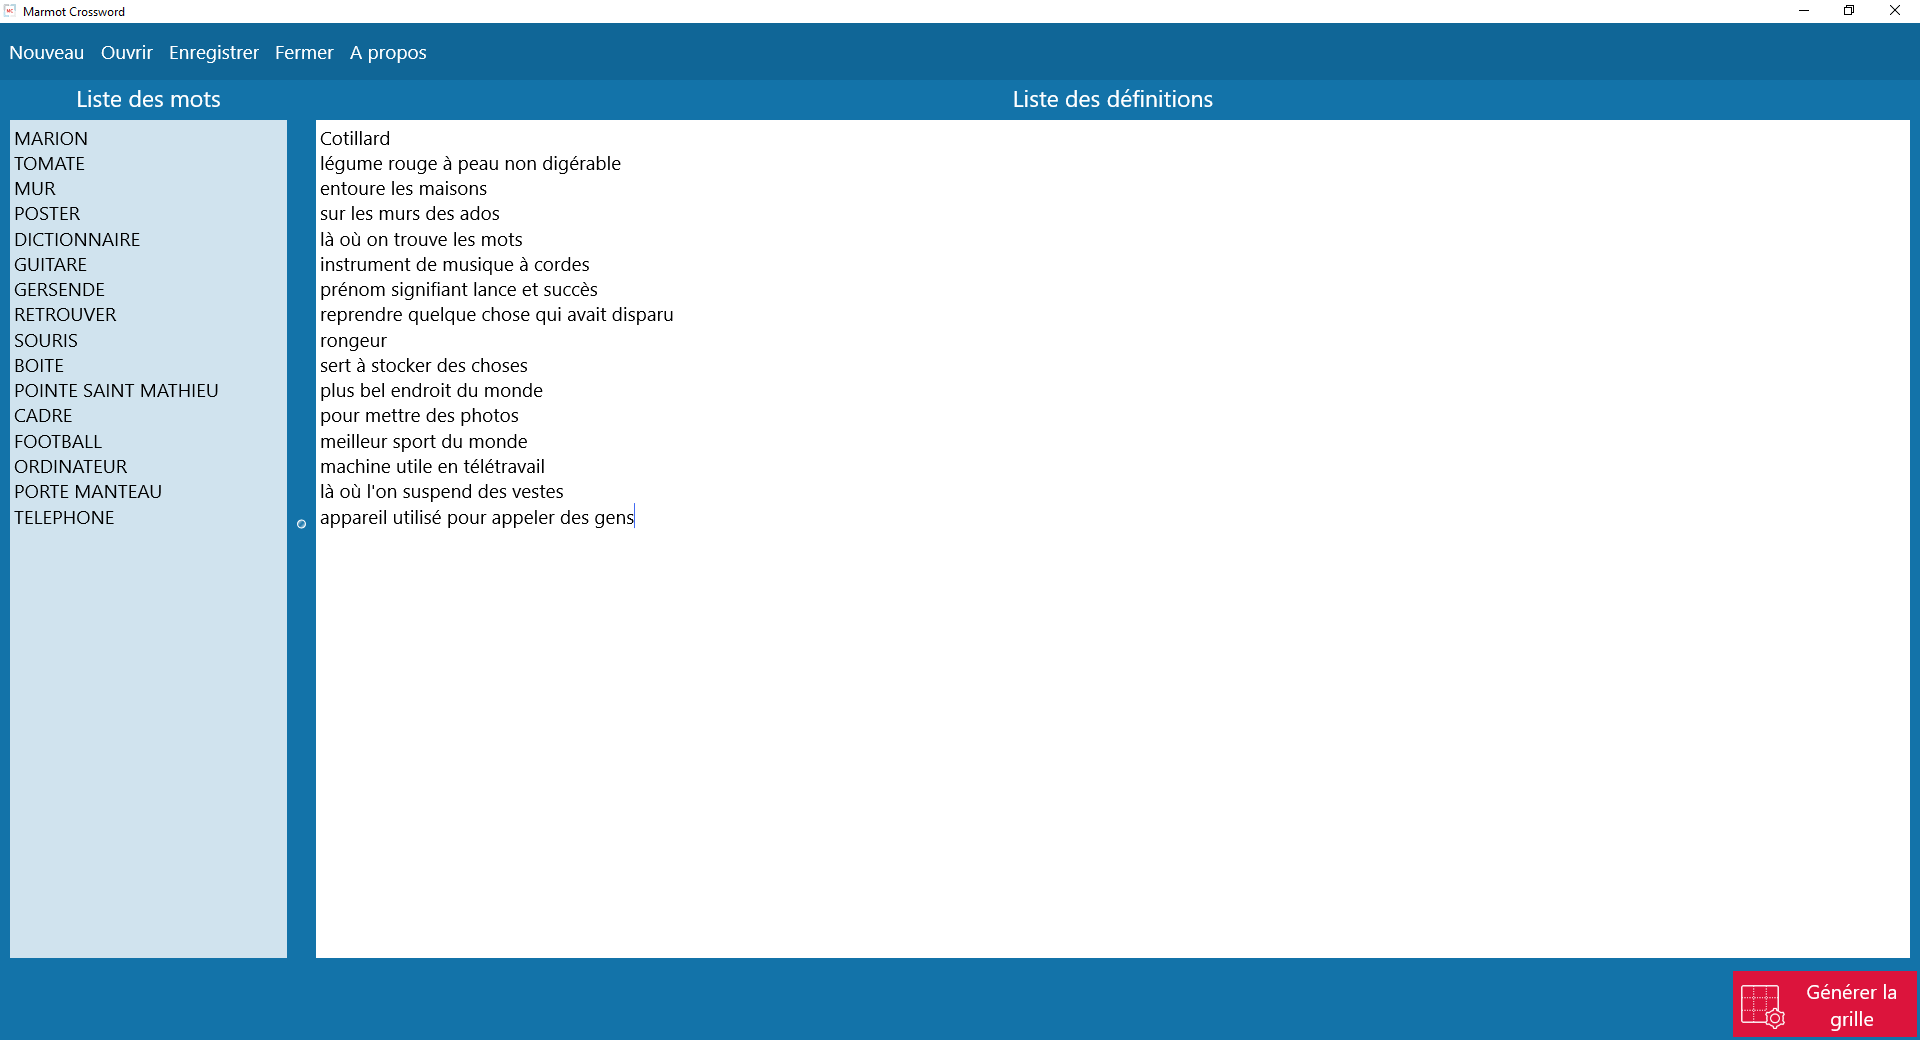 Marmot Crossword
Nouveau Ouvrir Enregistrer Fermer A propos
Liste des mots
MARION
TOMATE
MUR
POSTER
DICTIONNAIRE
GUITARE
GERSENDE
RETROUVER
SOURIS
BOITE
POINTE SAINT MATHIEU
CADRE
FOOTBALL
ORDINATEUR
PORTE MANTEAU
TELEPHONE
Liste des définitions
Cotillard
légume rouge à peau non digérable
entoure les maisons
sur les murs des ados
là où on trouve les mots
instrument de musique à cordes
prénom signifiant lance et succès
reprendre quelque chose qui avait disparu
rongeur
sert à stocker des choses
plus bel endroit du monde
pour mettre des photos
meilleur sport du monde
machine utile en télétravail
là où l'on suspend des vestes
appareil utilisé pour appeler des gens
Générer la
grille